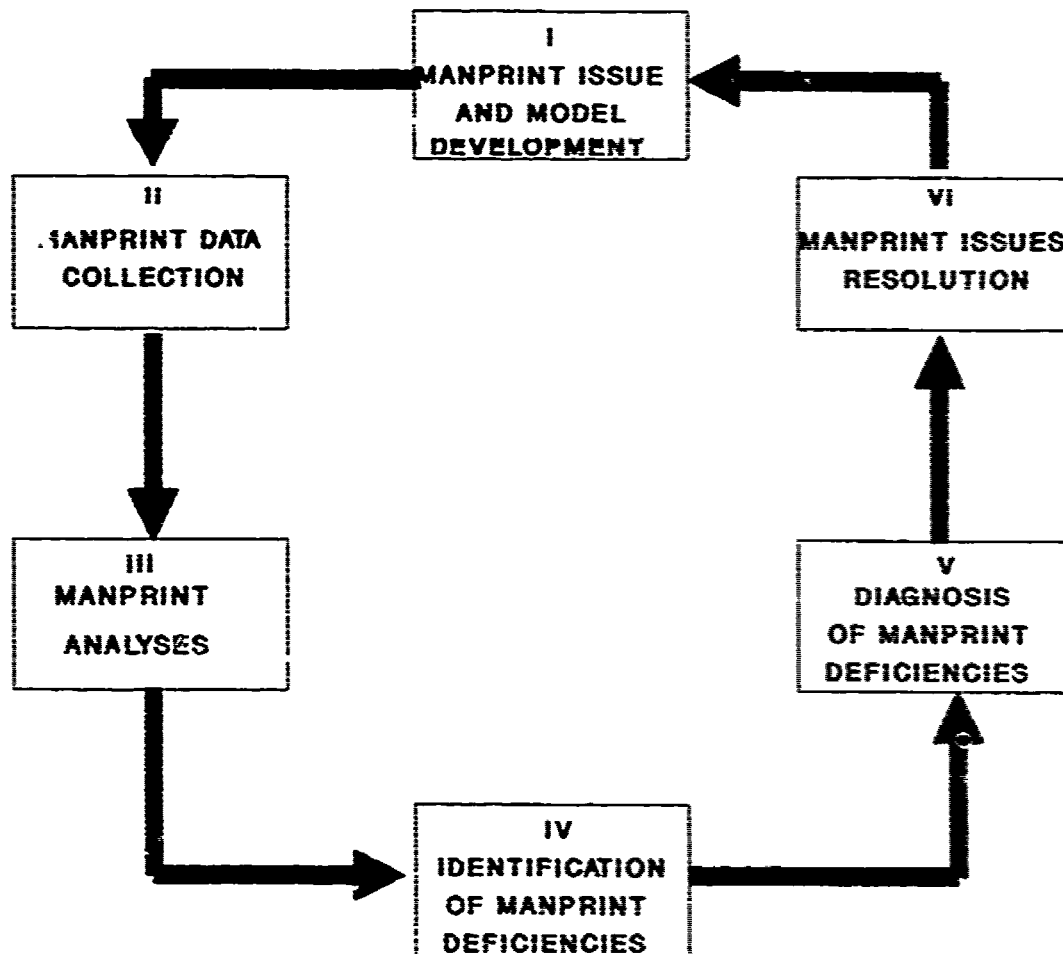 I
MANPRINT ISSUE
AND MODEL
DEVELOPMENT
II
MANPRINT DATA
COLLECTION
III
MANPRINT
ANALYSES
IV
IDENTIFICATION
OF MANPRINT
DEFICIENCIES
V
DIAGNOSIS
OF MANPRINT
DEFICIENCIES
VI
MANPRINT ISSUES
RESOLUTION